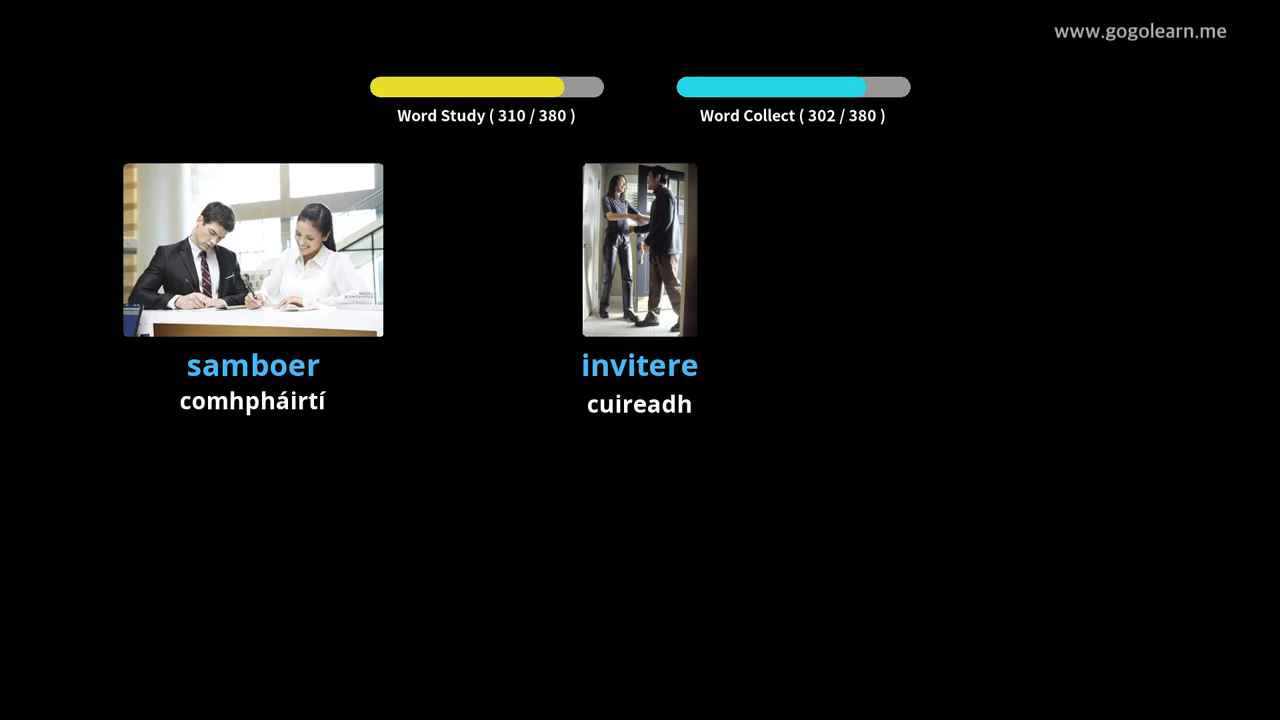 www.gogolearn.me
Word Study ( 310 / 380 )
Word Collect ( 302 / 380 )
samboer
comhpháirtí
invitere
cuireadh